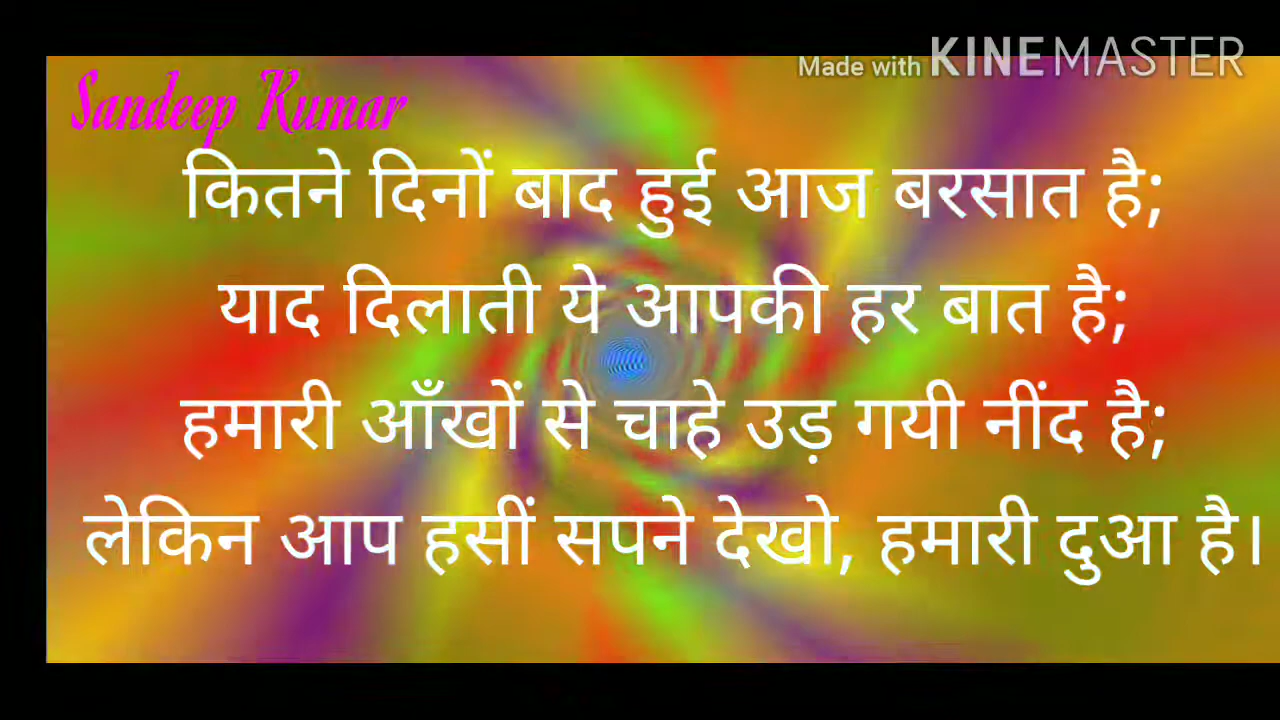 Made with KINEMASTER
Sandeep Kumar
कितने दिनों बाद हुई आज बरसात है;
याद दिलाती ये आपकी हर बात है;
हमारी आँखों से चाहे उड़ गयी नींद है;
लेकिन आप हसीं सपने देखो, हमारी दुआ है।